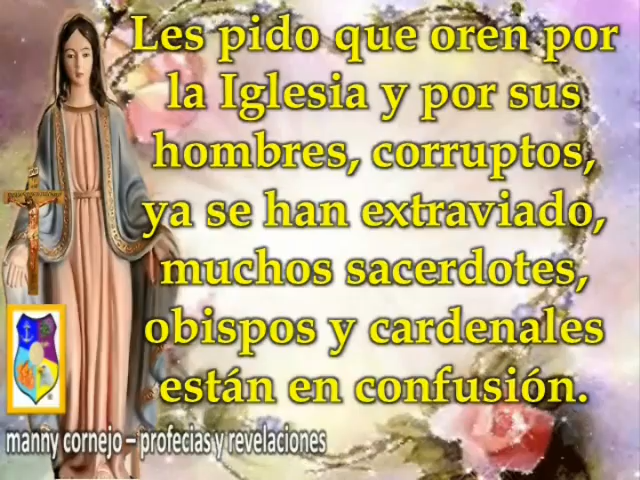 Les pido que oren por
la Iglesia y por sus
hombres, corruptos,
ya se han extraviado,
muchos sacerdotes,
obispos y cardenales
están en confusión.
manny cornejo – profecias y revelaciones